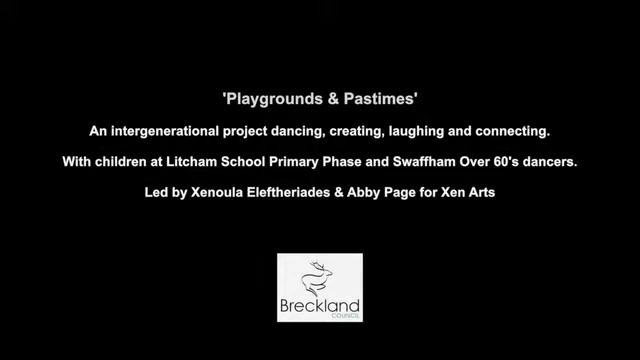 'Playgrounds & Pastimes'
An intergenerational project dancing, creating, laughing and connecting.
With children at Litcham School Primary Phase and Swaffham Over 60's dancers.
Led by Xenoula Eleftheriades & Abby Page for Xen Arts
Breckland
COUNCIL